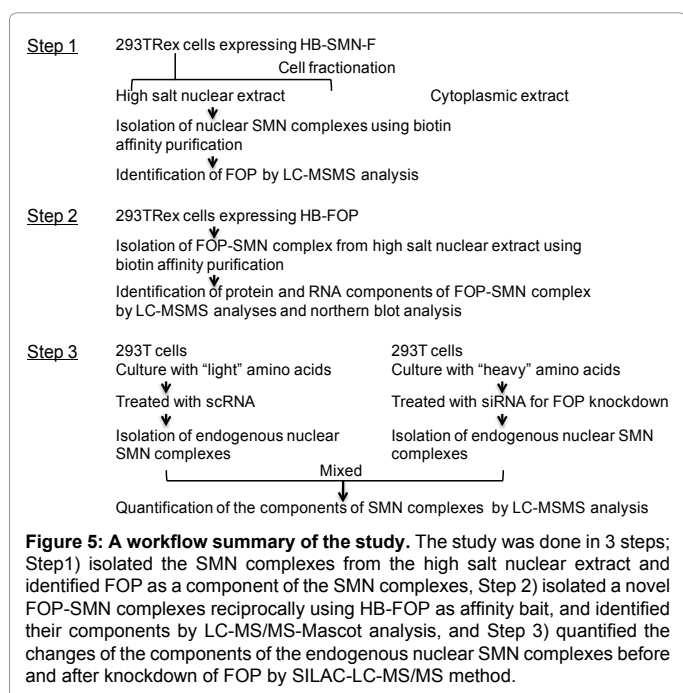 Step 1 293TRex cells expressing HB-SMN-F
Cell fractionation
High salt nuclear extract Cytoplasmic extract
Isolation of nuclear SMN complexes using biotin
affinity purification
Identification of FOP by LC-MSMS analysis
Step 2 293TRex cells expressing HB-FOP
Isolation of FOP-SMN complex from high salt nuclear extract using
biotin affinity purification
Identification of protein and RNA components of FOP-SMN complex
by LC-MSMS analyses and northern blot analysis
Step 3 293T cells 293T cells
Culture with “light” amino acids Culture with “heavy” amino acids
Treated with scRNA Treated with siRNA for FOP knockdown
Isolation of endogenous nuclear Isolation of endogenous nuclear SMN
SMN complexes complexes
Mixed
Quantification of the components of SMN complexes by LC-MSMS analysis
Figure 5: A workflow summary of the study. The study was done in 3 steps;
Step1) isolated the SMN complexes from the high salt nuclear extract and
identified FOP as a component of the SMN complexes, Step 2) isolated a novel
FOP-SMN complexes reciprocally using HB-FOP as affinity bait, and identified
their components by LC-MS/MS-Mascot analysis, and Step 3) quantified the
changes of the components of the endogenous nuclear SMN complexes before
and after knockdown of FOP by SILAC-LC-MS/MS method.